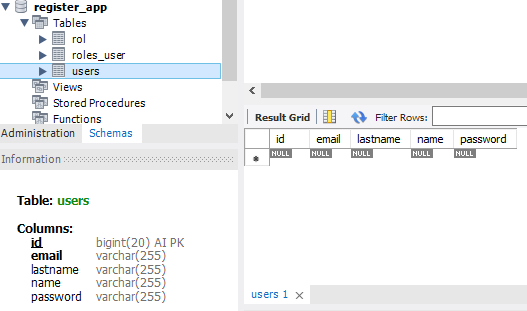 register_app
Tables
rol
roles_user
users
Views
Stored Procedures
Functions
Administration Schemas
Information
Table: users
Columns:
id bigint(20) AI PK
email varchar(255)
lastname varchar(255)
name varchar(255)
password varchar(255)
Result Grid Filter Rows:
id email lastname name password
NULL NULL NULL NULL NULL
users 1